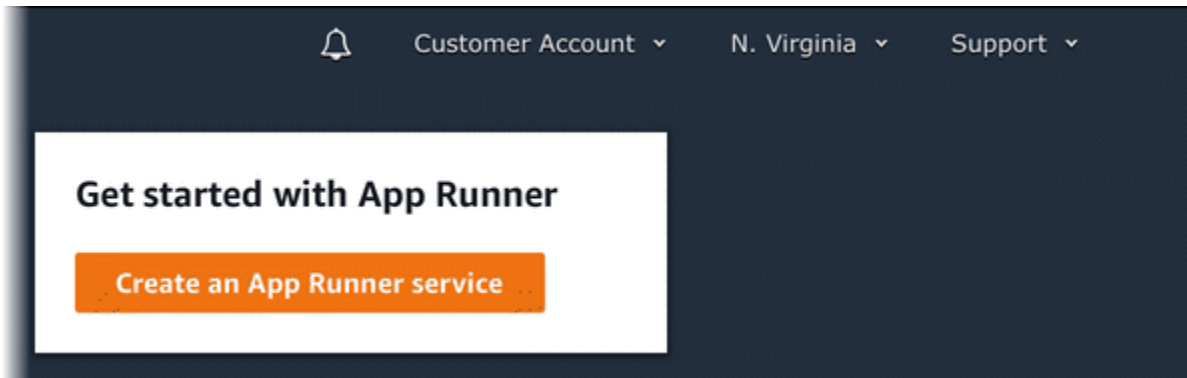 Customer Account N. Virginia Support
Get started with App Runner
Create an App Runner service